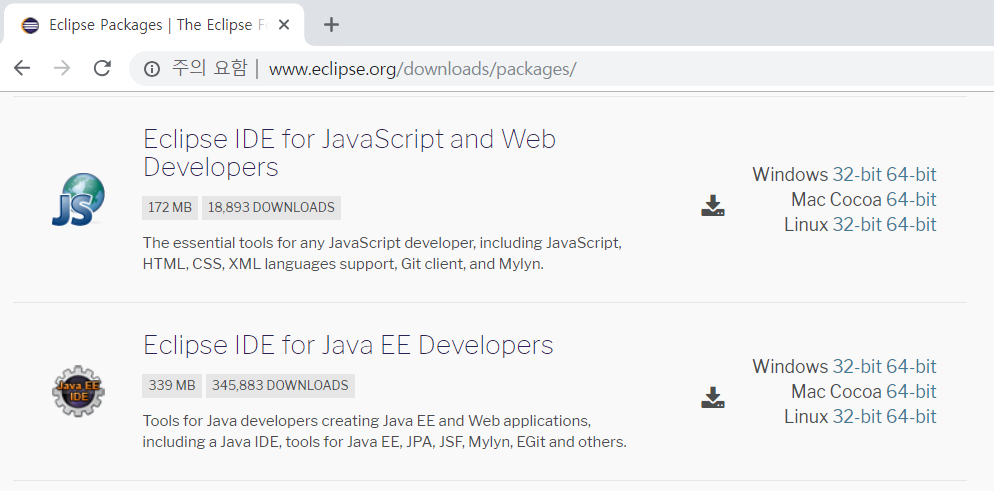 Eclipse Packages | The Eclipse Fo
주의 요함 | www.eclipse.org/downloads/packages/
Eclipse IDE for JavaScript and Web
Developers
JS
172 MB 18,893 DOWNLOADS
The essential tools for any JavaScript developer, including JavaScript,
HTML, CSS, XML languages support, Git client, and Mylyn.
Windows 32-bit 64-bit
Mac Cocoa 64-bit
Linux 32-bit 64-bit
Eclipse IDE for Java EE Developers
Java EE
IDE
339 MB 345,883 DOWNLOADS
Tools for Java developers creating Java EE and Web applications,
including a Java IDE, tools for Java EE, JPA, JSF, Mylyn, EGit and others.
Windows 32-bit 64-bit
Mac Cocoa 64-bit
Linux 32-bit 64-bit